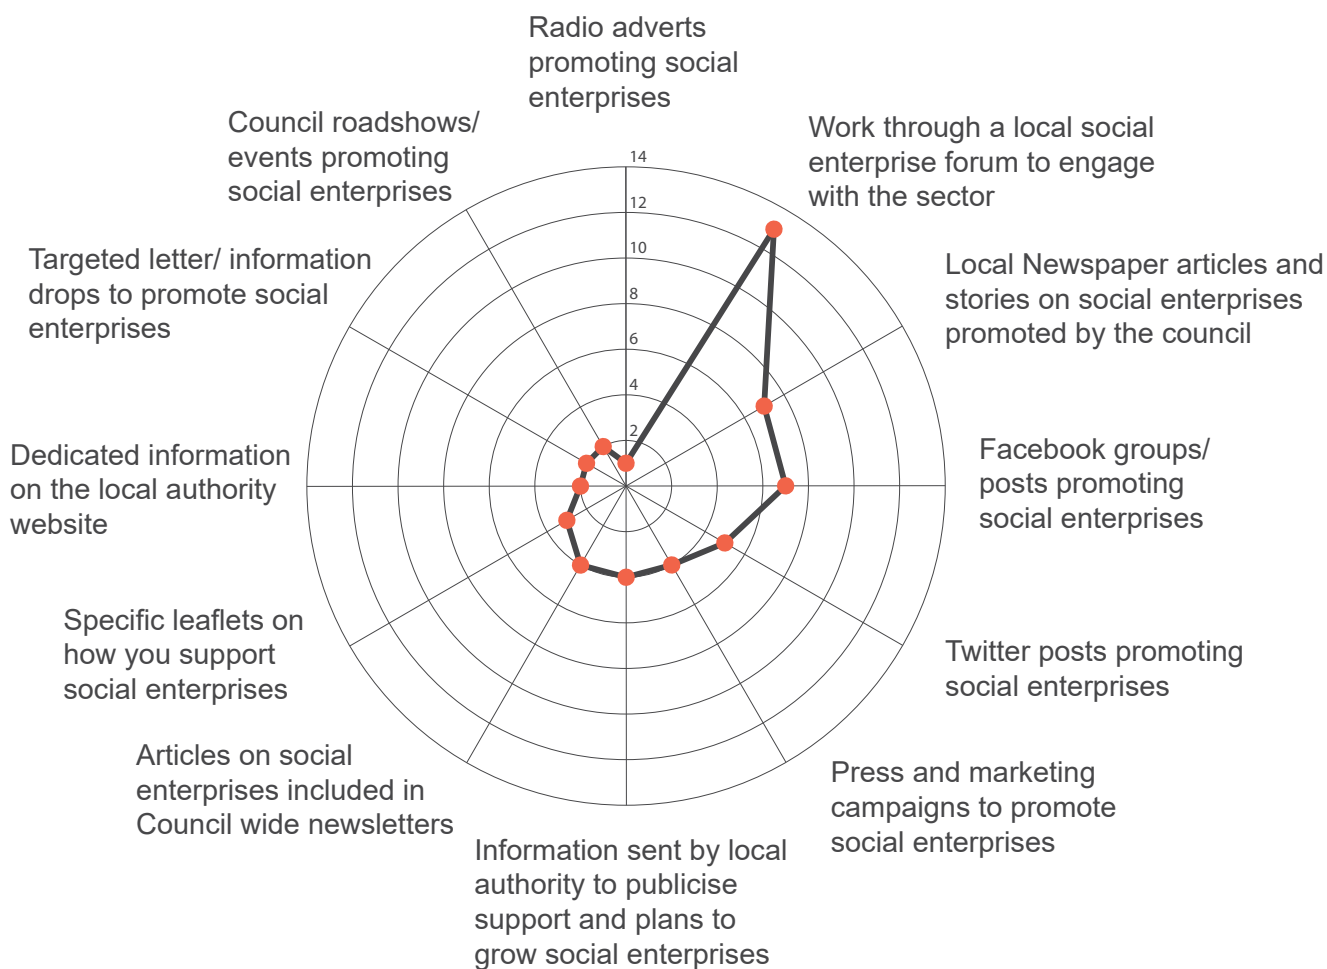 Radio adverts
promoting social
enterprises
Council roadshows/
events promoting
social enterprises
Work through a local social
enterprise forum to engage
with the sector
Targeted letter/ information
drops to promote social
enterprises
Local Newspaper articles and
stories on social enterprises
promoted by the council
Dedicated information
on the local authority
website
Facebook groups/
posts promoting
social enterprises
Specific leaflets on
how you support
social enterprises
Twitter posts promoting
social enterprises
Articles on social
enterprises included in
Council wide newsletters
Press and marketing
campaigns to promote
social enterprises
Information sent by local
authority to publicise
support and plans to
grow social enterprises
14
12
10
8
6
4
2